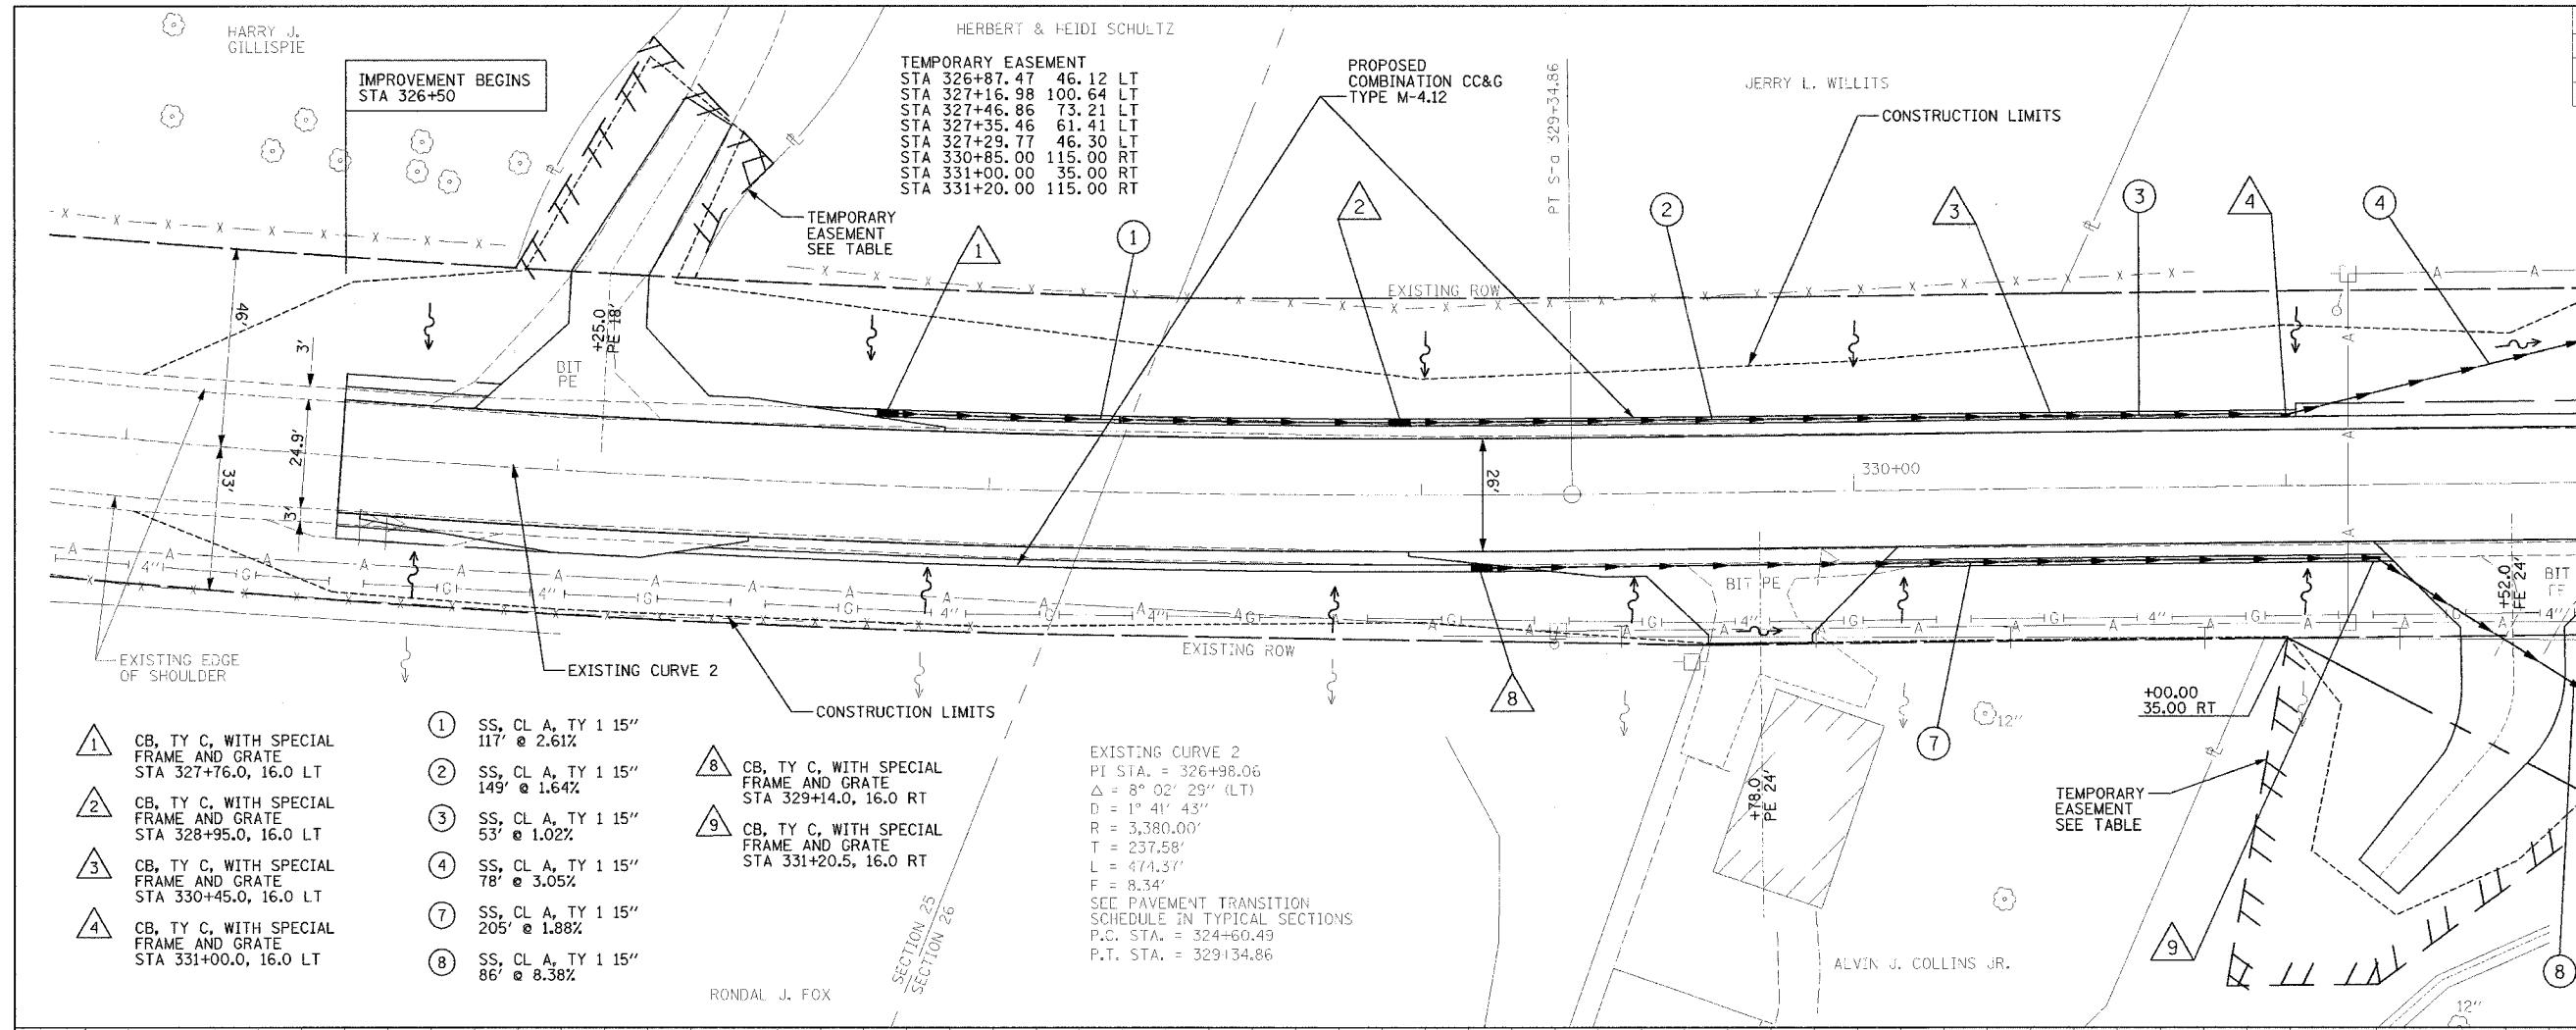 HARRY J.
GILLISPIE
IMPROVEMENT BEGINS
STA 326+50
HERBERT & HEIDI SCHULTZ
TEMPORARY EASEMENT
STA 326+87.47 46.12 LT
STA 327+16.98 100.64 LT
STA 327+46.86 73.21 LT
STA 327+35.46 61.41 LT
STA 327+29.77 46.30 LT
STA 330+85.00 115.00 RT
STA 331+00.00 35.00 RT
STA 331+20.00 115.00 RT
PROPOSED
COMBINATION CC&G
TYPE M-4.12
PT Sta 329+34.86
JERRY L. WILLITS
CONSTRUCTION LIMITS
TEMPORARY
EASEMENT
SEE TABLE
1
1
2
2
3
3
4
4
EXISTING ROW
46'
3'
24.9'
33'
3'
BIT
PE
+25.0
PE 18'
26'
330+00
BIT PE
+52.0
FE 24'
BIT
FE
EXISTING ROW
EXISTING EDGE
OF SHOULDER
EXISTING CURVE 2
CONSTRUCTION LIMITS
8
7
12"
+00.00
35.00 RT
+78.0
PE 24'
TEMPORARY
EASEMENT
SEE TABLE
9
8
12"
ALVIN J. COLLINS JR.
1 CB, TY C, WITH SPECIAL
FRAME AND GRATE
STA 327+76.0, 16.0 LT
2 CB, TY C, WITH SPECIAL
FRAME AND GRATE
STA 328+95.0, 16.0 LT
3 CB, TY C, WITH SPECIAL
FRAME AND GRATE
STA 330+45.0, 16.0 LT
4 CB, TY C, WITH SPECIAL
FRAME AND GRATE
STA 331+00.0, 16.0 LT
1 SS, CL A, TY 1 15"
117' @ 2.61%
2 SS, CL A, TY 1 15"
149' @ 1.64%
3 SS, CL A, TY 1 15"
53' @ 1.02%
4 SS, CL A, TY 1 15"
78' @ 3.05%
7 SS, CL A, TY 1 15"
205' @ 1.88%
8 SS, CL A, TY 1 15"
86' @ 8.38%
8 CB, TY C, WITH SPECIAL
FRAME AND GRATE
STA 329+14.0, 16.0 RT
9 CB, TY C, WITH SPECIAL
FRAME AND GRATE
STA 331+20.5, 16.0 RT
RONDAL J. FOX
SECTION 25
SECTION 26
EXISTING CURVE 2
PI STA. = 326+98.06
Δ = 8° 02' 29" (LT)
D = 1° 41' 43"
R = 3,380.00'
T = 237.58'
L = 474.37'
E = 8.34'
SEE PAVEMENT TRANSITION
SCHEDULE IN TYPICAL SECTIONS
P.C. STA. = 324+60.49
P.T. STA. = 329+34.86